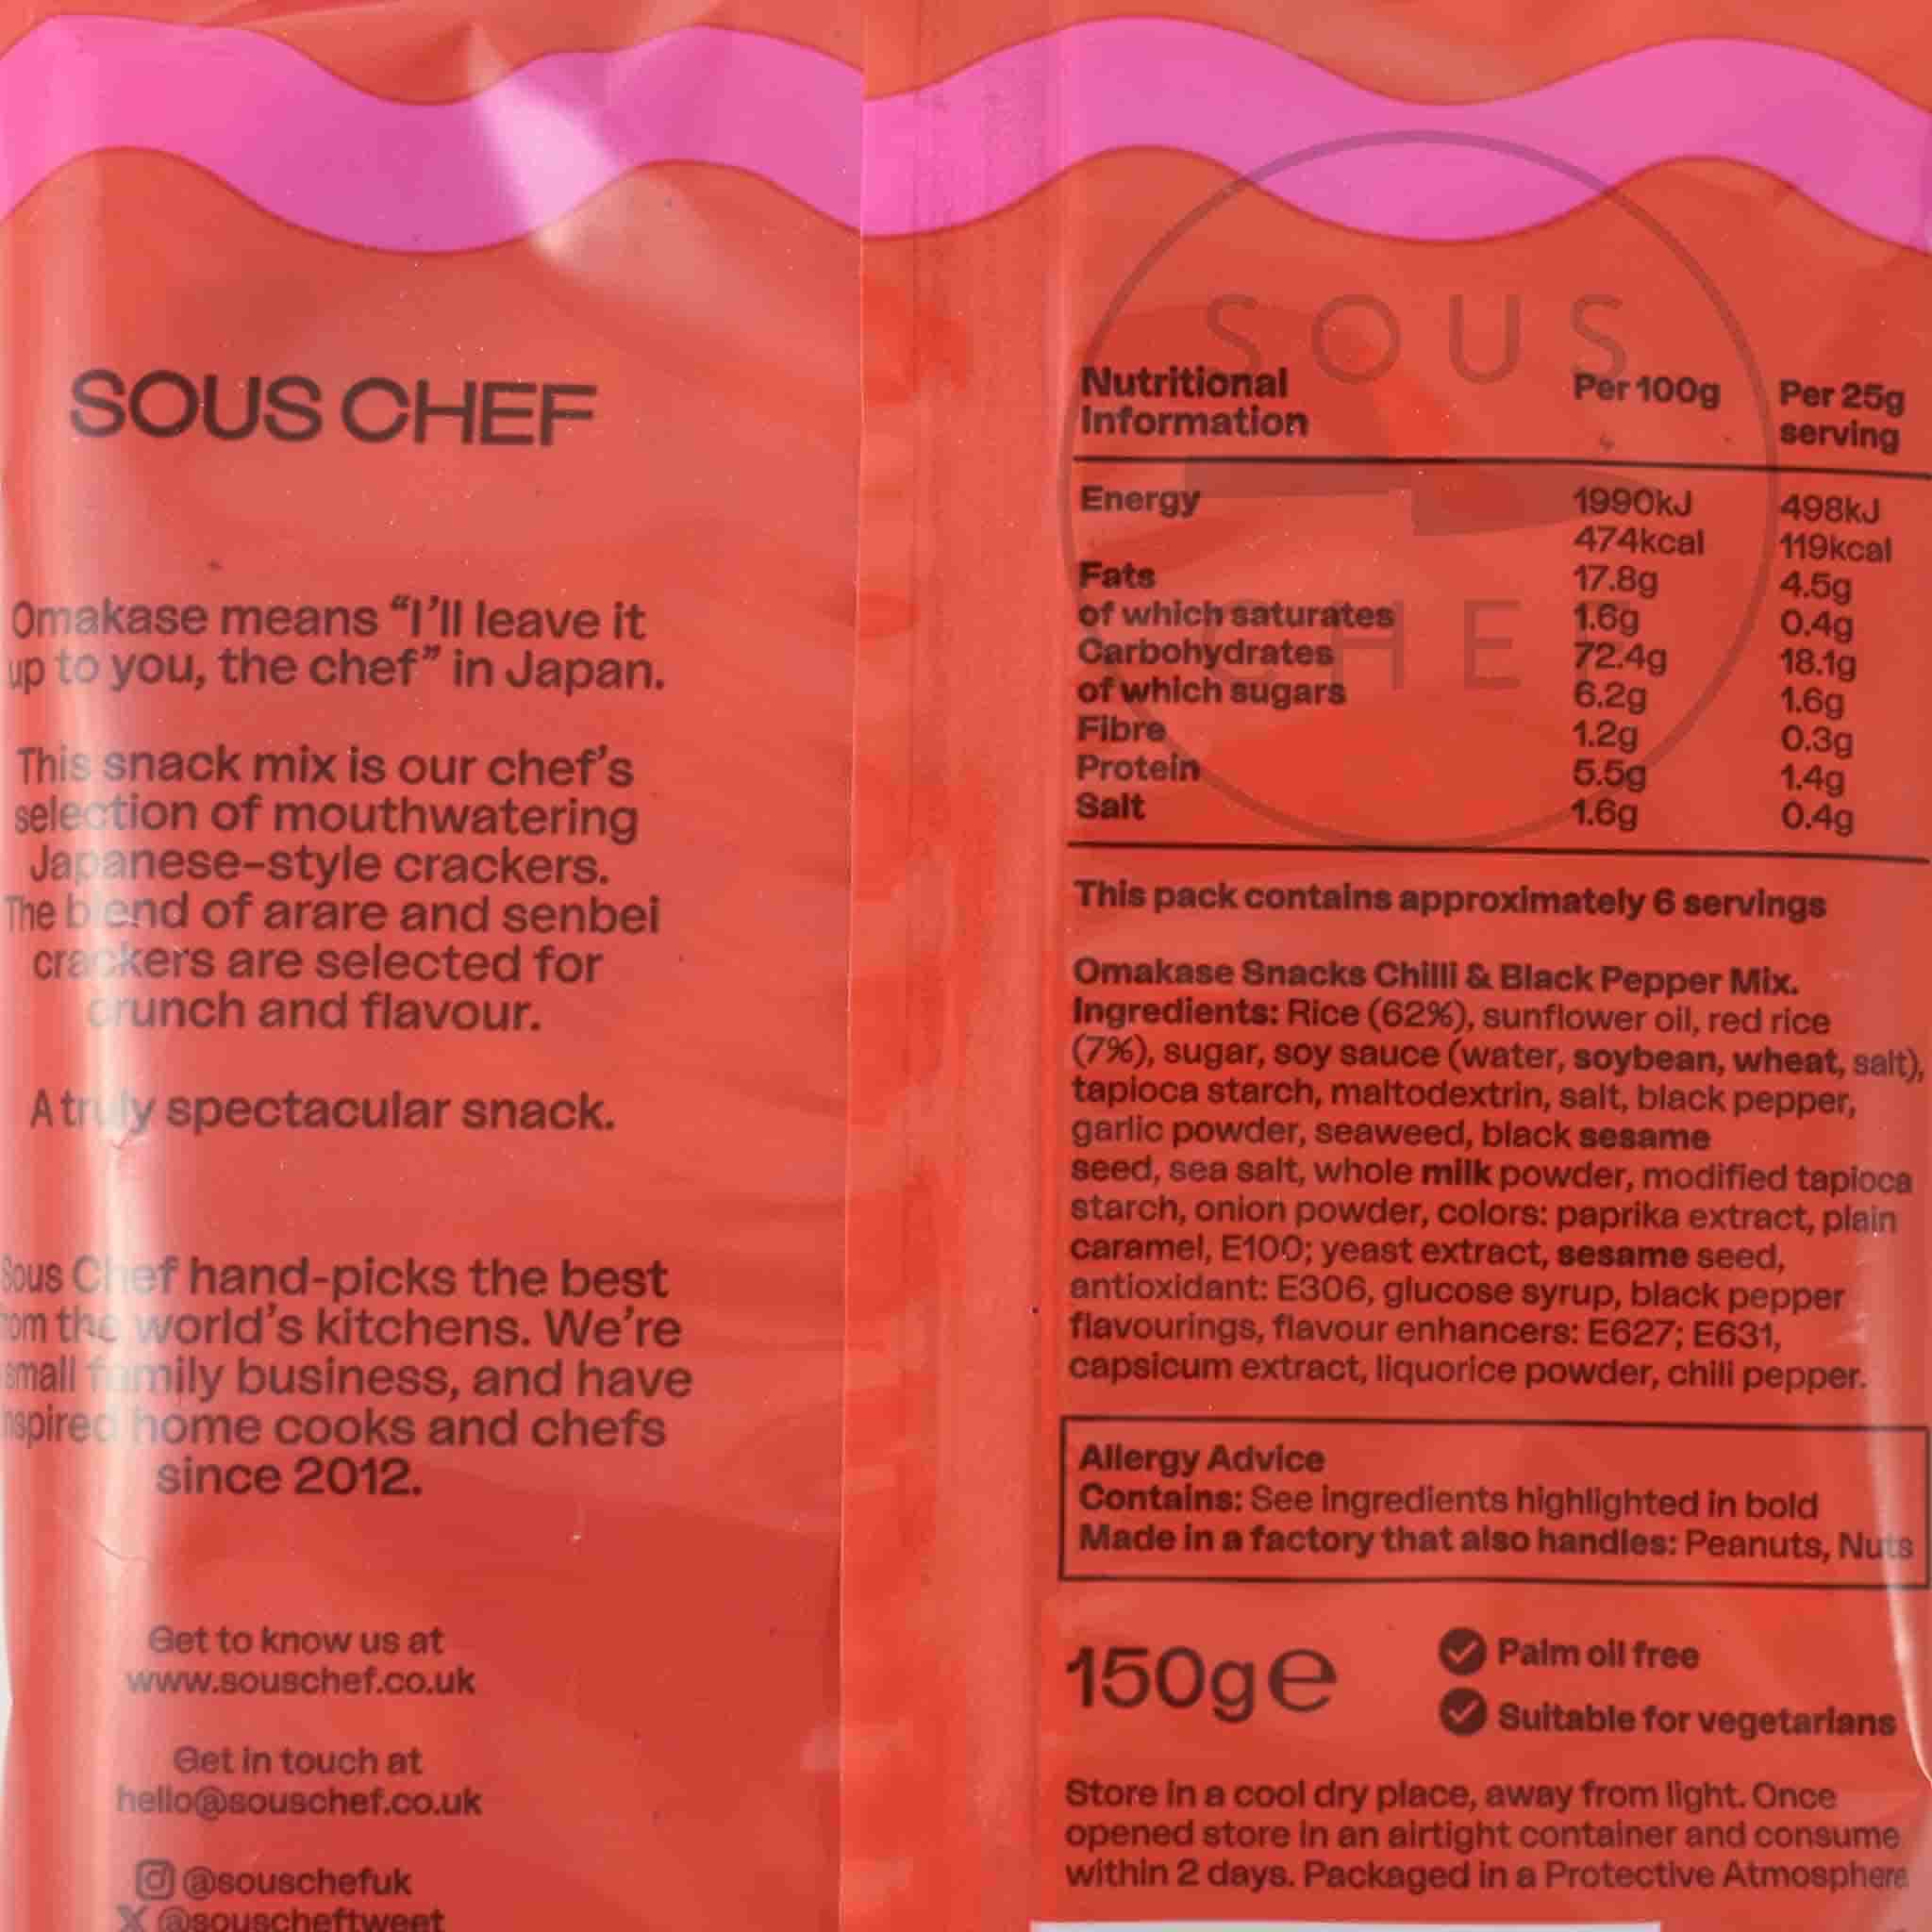 SOUS CHEF
Omakase means “I’ll leave it
up to you, the chef” in Japan.
This snack mix is our chef’s
selection of mouthwatering
Japanese-style crackers.
The blend of arare and senbei
crackers are selected for
crunch and flavour.
A truly spectacular snack.
Sous Chef hand-picks the best
the world’s kitchens. We’re
small family business, and have
home cooks and chefs
since 2012.
Get to know us at
www.souschef.co.uk
Get in touch at
hello@souschef.co.uk
@souschefuk
X @souscheftweet
SOUS
CHE
Nutritional Information Per 100g Per 25g serving
Energy 1990kJ 498kJ
474kcal 119kcal
Fats 17.8g 4.5g
of which saturates 1.6g 0.4g
Carbohydrates 72.4g 18.1g
of which sugars 6.2g 1.6g
Fibre 1.2g 0.3g
Protein 5.5g 1.4g
Salt 1.6g 0.4g
This pack contains approximately 6 servings
Omakase Snacks Chilli & Black Pepper Mix.
Ingredients: Rice (62%), sunflower oil, red rice
(7%), sugar, soy sauce (water, soybean, wheat, salt),
tapioca starch, maltodextrin, salt, black pepper,
garlic powder, seaweed, black sesame
seed, sea salt, whole milk powder, modified tapioca
starch, onion powder, colors: paprika extract, plain
caramel, E100; yeast extract, sesame seed,
antioxidant: E306, glucose syrup, black pepper
flavourings, flavour enhancers: E627; E631,
capsicum extract, liquorice powder, chili pepper.
Allergy Advice
Contains: See ingredients highlighted in bold
Made in a factory that also handles: Peanuts, Nuts
150g℮
Palm oil free
Suitable for vegetarians
Store in a cool dry place, away from light. Once
opened store in an airtight container and consume
within 2 days. Packaged in a Protective Atmosphere